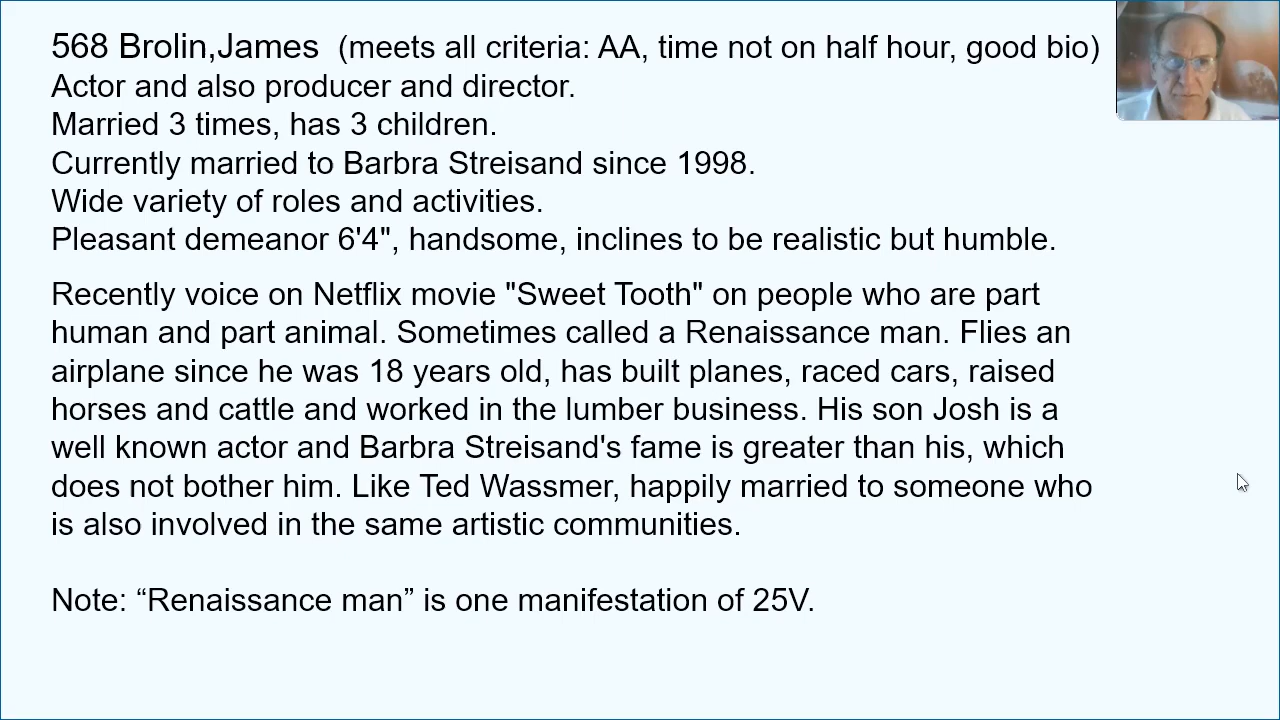 568 Brolin,James  (meets all criteria: AA, time not on half hour, good bio)
Actor and also producer and director.
Married 3 times, has 3 children.
Currently married to Barbra Streisand since 1998.
Wide variety of roles and activities.
Pleasant demeanor 6'4", handsome, inclines to be realistic but humble.
Recently voice on Netflix movie "Sweet Tooth" on people who are part
human and part animal. Sometimes called a Renaissance man. Flies an
airplane since he was 18 years old, has built planes, raced cars, raised
horses and cattle and worked in the lumber business. His son Josh is a
well known actor and Barbra Streisand's fame is greater than his, which
does not bother him. Like Ted Wassmer, happily married to someone who
is also involved in the same artistic communities.
Note: “Renaissance man” is one manifestation of 25V.